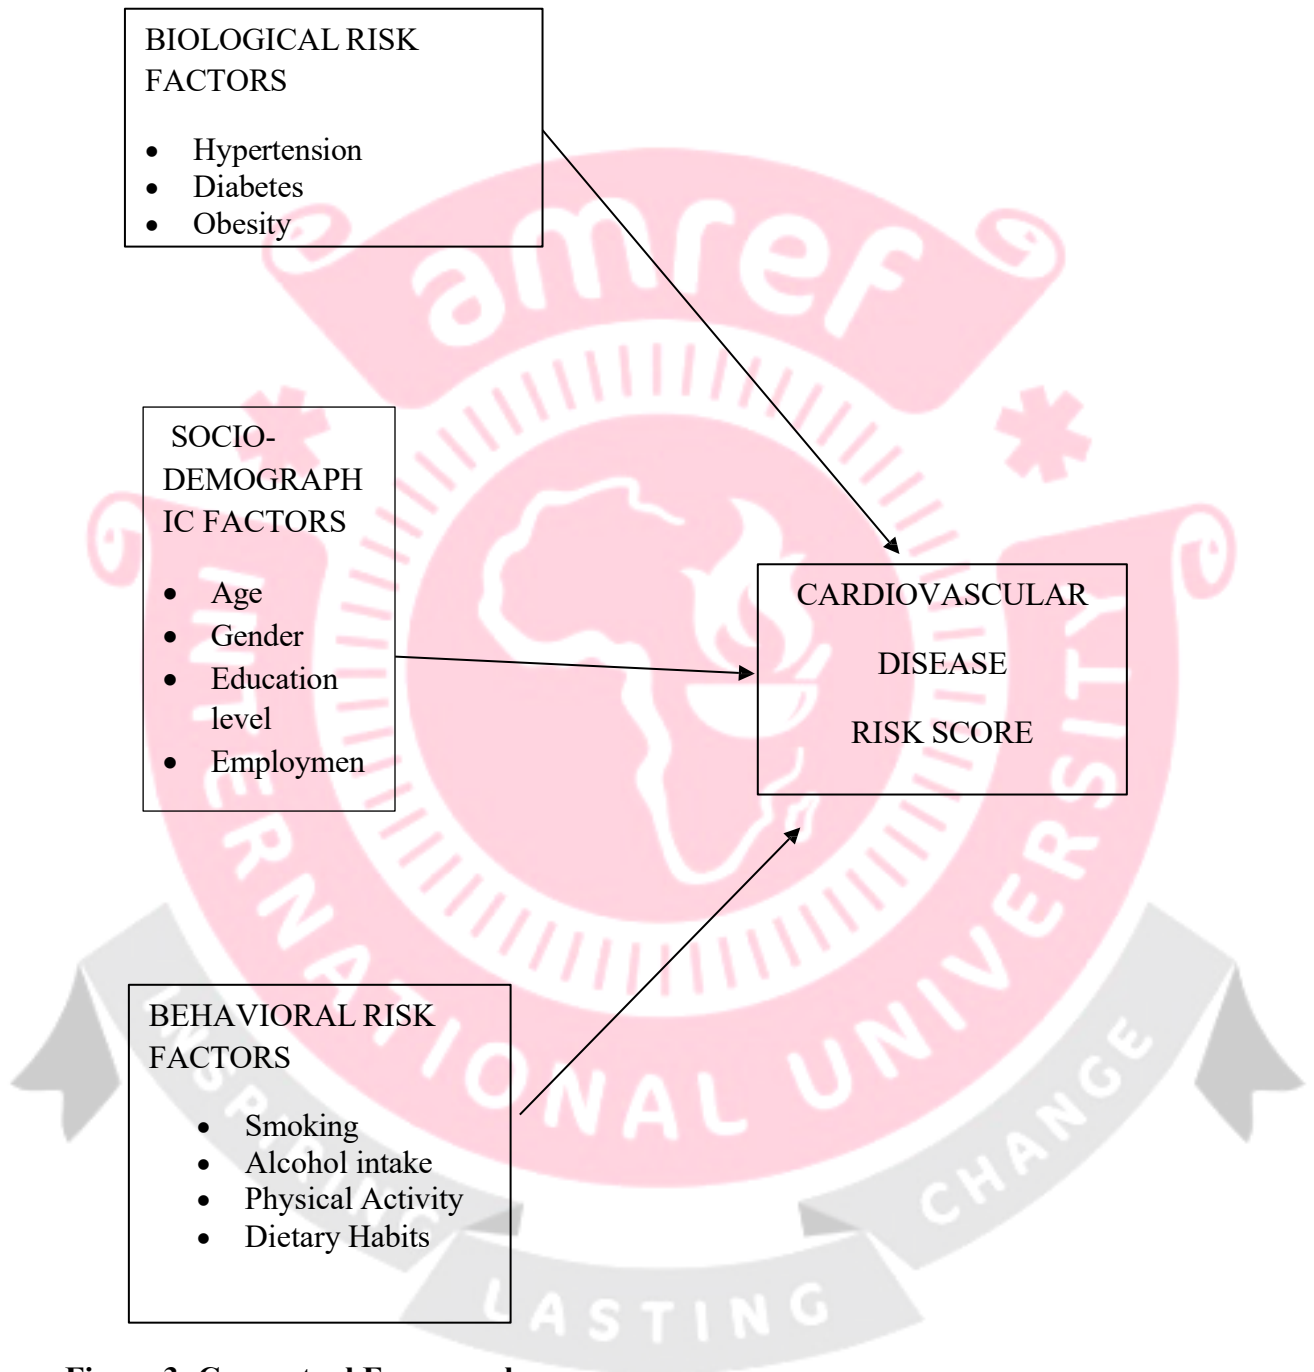 BIOLOGICAL RISK
FACTORS
• Hypertension
• Diabetes
• Obesity
SOCIO-
DEMOGRAPH
IC FACTORS
• Age
• Gender
• Education
level
• Employmen
CARDIOVASCULAR
DISEASE
RISK SCORE
BEHAVIORAL RISK
FACTORS
• Smoking
• Alcohol intake
• Physical Activity
• Dietary Habits
amref
INTERNATIONAL UNIVERSITY
INSPIRING LASTING CHANGE